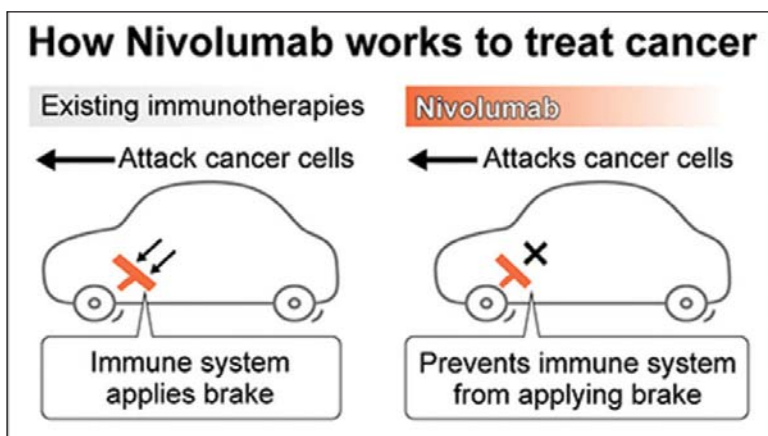 How Nivolumab works to treat cancer
Existing immunotherapies
Attack cancer cells
Immune system
applies brake
Nivolumab
Attacks cancer cells
Prevents immune system
from applying brake